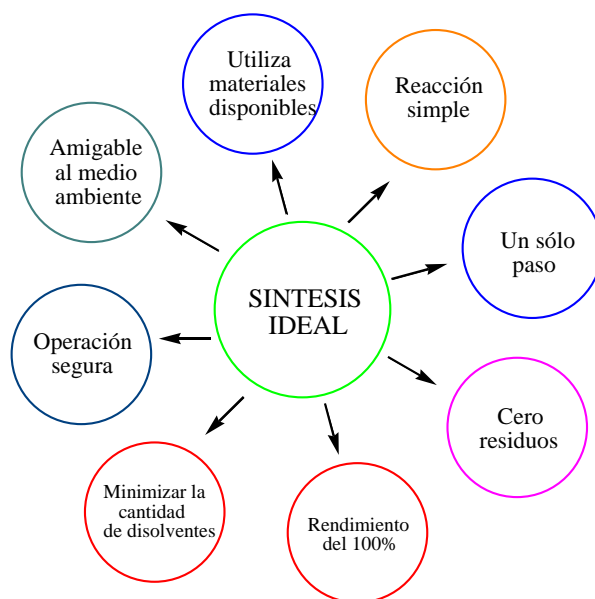 Utiliza
materiales
disponibles
Reacción
simple
Amigable
al medio
ambiente
Un sólo
paso
SINTESIS
IDEAL
Operación
segura
Cero
residuos
Minimizar la
cantidad
de disolventes
Rendimiento
del 100%